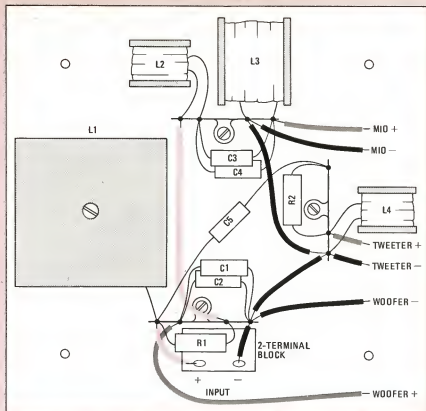 L2
L3
L1
MID +
MID −
C3
C4
R2
L4
C5
TWEETER +
TWEETER −
C1
C2
WOOFER −
R1
2-TERMINAL
BLOCK
+ −
INPUT
WOOFER +